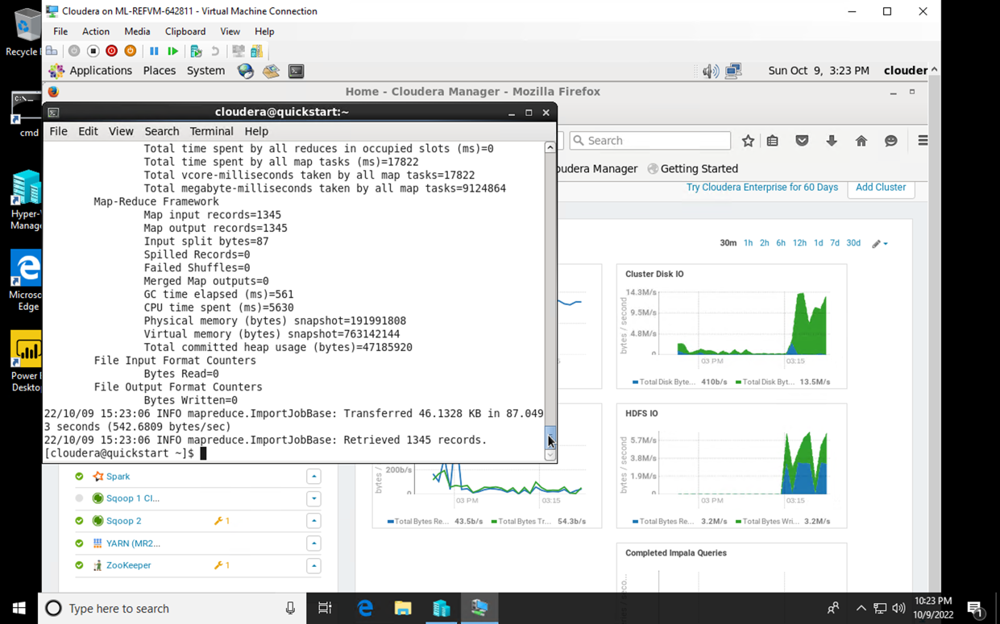 Cloudera on ML-REFVM-642811 - Virtual Machine Connection
File Action Media Clipboard View Help
Applications Places System
Sun Oct 9, 3:23 PM clouder
Home - Cloudera Manager - Mozilla Firefox
cloudera@quickstart:~
File Edit View Search Terminal Help
Search
oudera Manager Getting Started
Try Cloudera Enterprise for 60 Days Add Cluster
Total time spent by all reduces in occupied slots (ms)=0
Total time spent by all map tasks (ms)=17822
Total vcore-milliseconds taken by all map tasks=17822
Total megabyte-milliseconds taken by all map tasks=9124864
Map-Reduce Framework
Map input records=1345
Map output records=1345
Input split bytes=87
Spilled Records=0
Failed Shuffles=0
Merged Map outputs=0
GC time elapsed (ms)=561
CPU time spent (ms)=5630
Physical memory (bytes) snapshot=191991808
Virtual memory (bytes) snapshot=763142144
Total committed heap usage (bytes)=47185920
File Input Format Counters
Bytes Read=0
File Output Format Counters
Bytes Written=0
22/10/09 15:23:06 INFO mapreduce.ImportJobBase: Transferred 46.1328 KB in 87.049
3 seconds (542.6809 bytes/sec)
22/10/09 15:23:06 INFO mapreduce.ImportJobBase: Retrieved 1345 records.
[cloudera@quickstart ~]$
30m 1h 2h 6h 12h 1d 7d 30d
Cluster Disk IO
bytes / second
14.3M/s
9.5M/s
4.8M/s
0
03 PM 03:15
Total Disk Byte... 410b/s Total Disk Byt... 13.5M/s
HDFS IO
bytes / second
5.7M/s
3.8M/s
1.9M/s
0
03 PM 03:15
Total Bytes Re... 3.2M/s Total Bytes Wri... 3.2M/s
200b/s
0
03 PM 03:15
Total Bytes Re... 43.5b/s Total Bytes Tr... 54.3b/s
Completed Impala Queries
Spark
Sqoop 1 Cl...
Sqoop 2 1
YARN (MR2...
ZooKeeper 1
Recycle
cmd
Hyper-
Manage
Microso
Edge
Power
Deskto
Type here to search
10:23 PM
10/9/2022
1